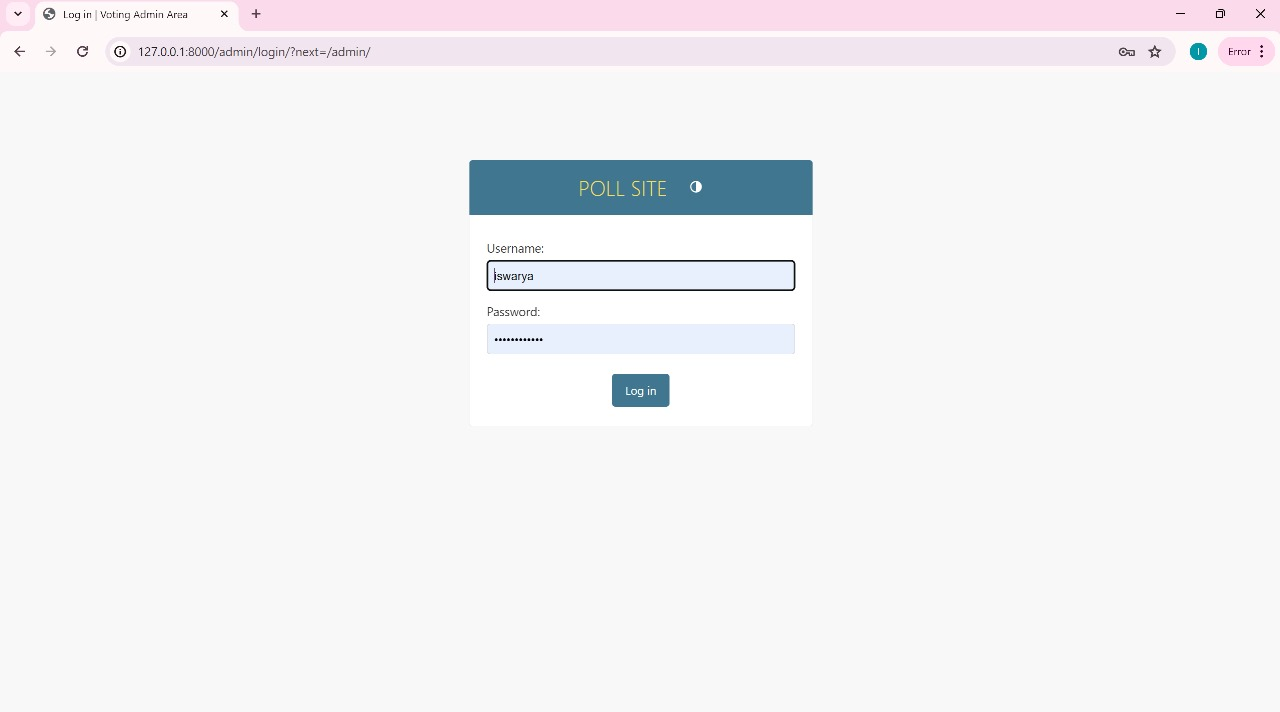 Log in | Voting Admin Area
127.0.0.1:8000/admin/login/?next=/admin/
I
Error
POLL SITE
Username:
iswarya
Password:
••••••••••••
Log in